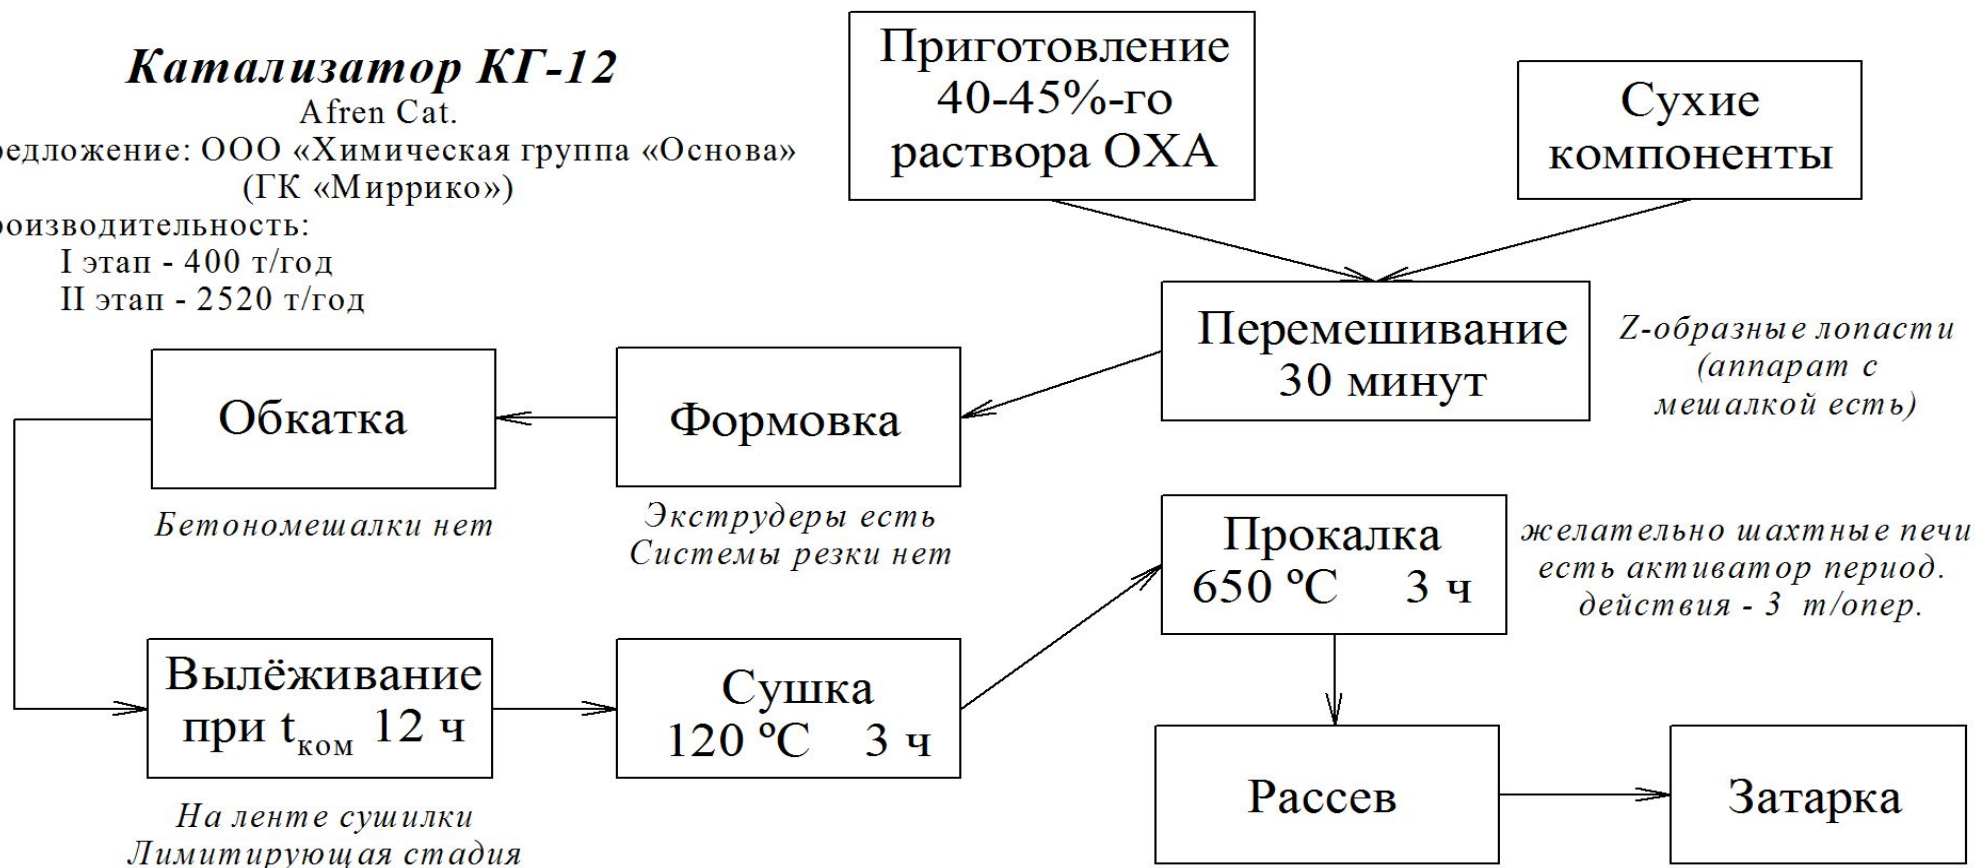 Катализатор КГ-12
Afren Cat.
редложение: ООО «Химическая группа «Основа»
(ГК «Миррико»)
роизводительность:
I этап - 400 т/год
II этап - 2520 т/год
Приготовление
40-45%-го
раствора ОХА
Сухие
компоненты
Перемешивание
30 минут
Z-образные лопасти
(аппарат с
мешалкой есть)
Формовка
Экструдеры есть
Системы резки нет
Обкатка
Бетономешалки нет
Вылёживание
при tком 12 ч
На ленте сушилки
Лимитирующая стадия
Сушка
120 ºС 3 ч
Прокалка
650 ºС 3 ч
желательно шахтные печи
есть активатор период.
действия - 3 т/опер.
Рассев
Затарка